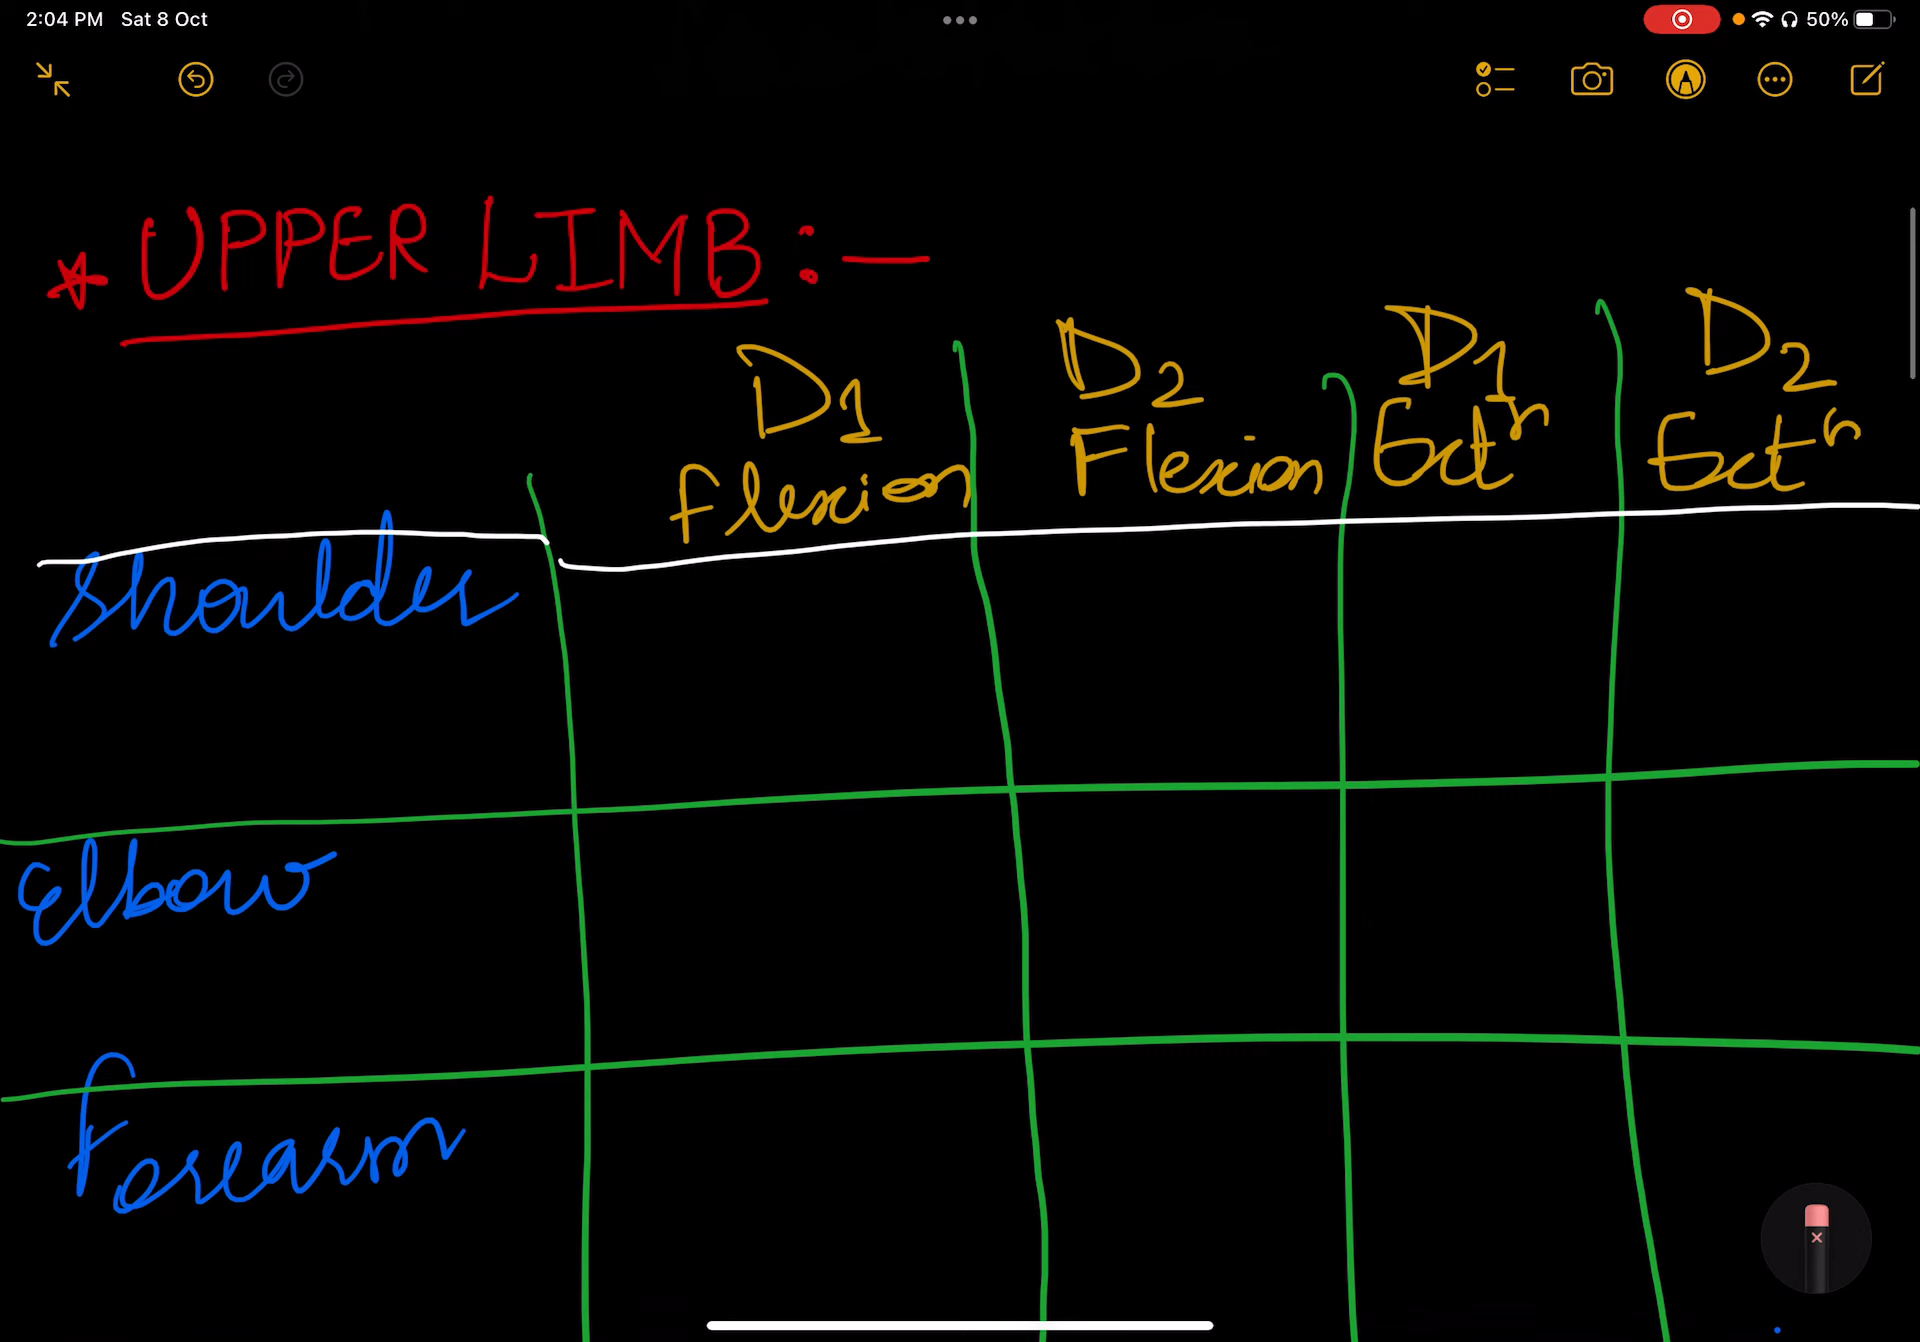 2:04 PM Sat 8 Oct
50%
* UPPER LIMB :—
D1 D2 D1 D2
flexion Flexion Extn Extn
Shoulder
Elbow
Forearm